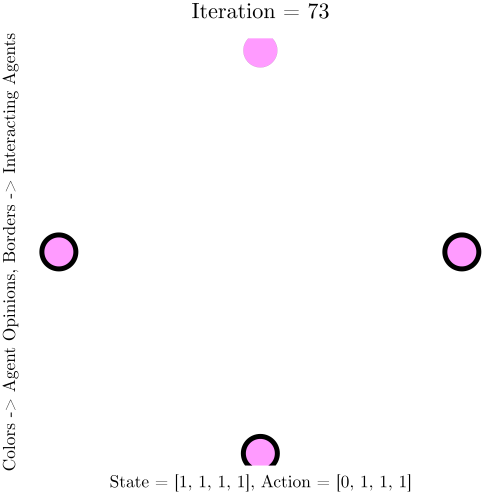 Iteration = 73
Colors -> Agent Opinions, Borders -> Interacting Agents
State = [1, 1, 1, 1], Action = [0, 1, 1, 1]